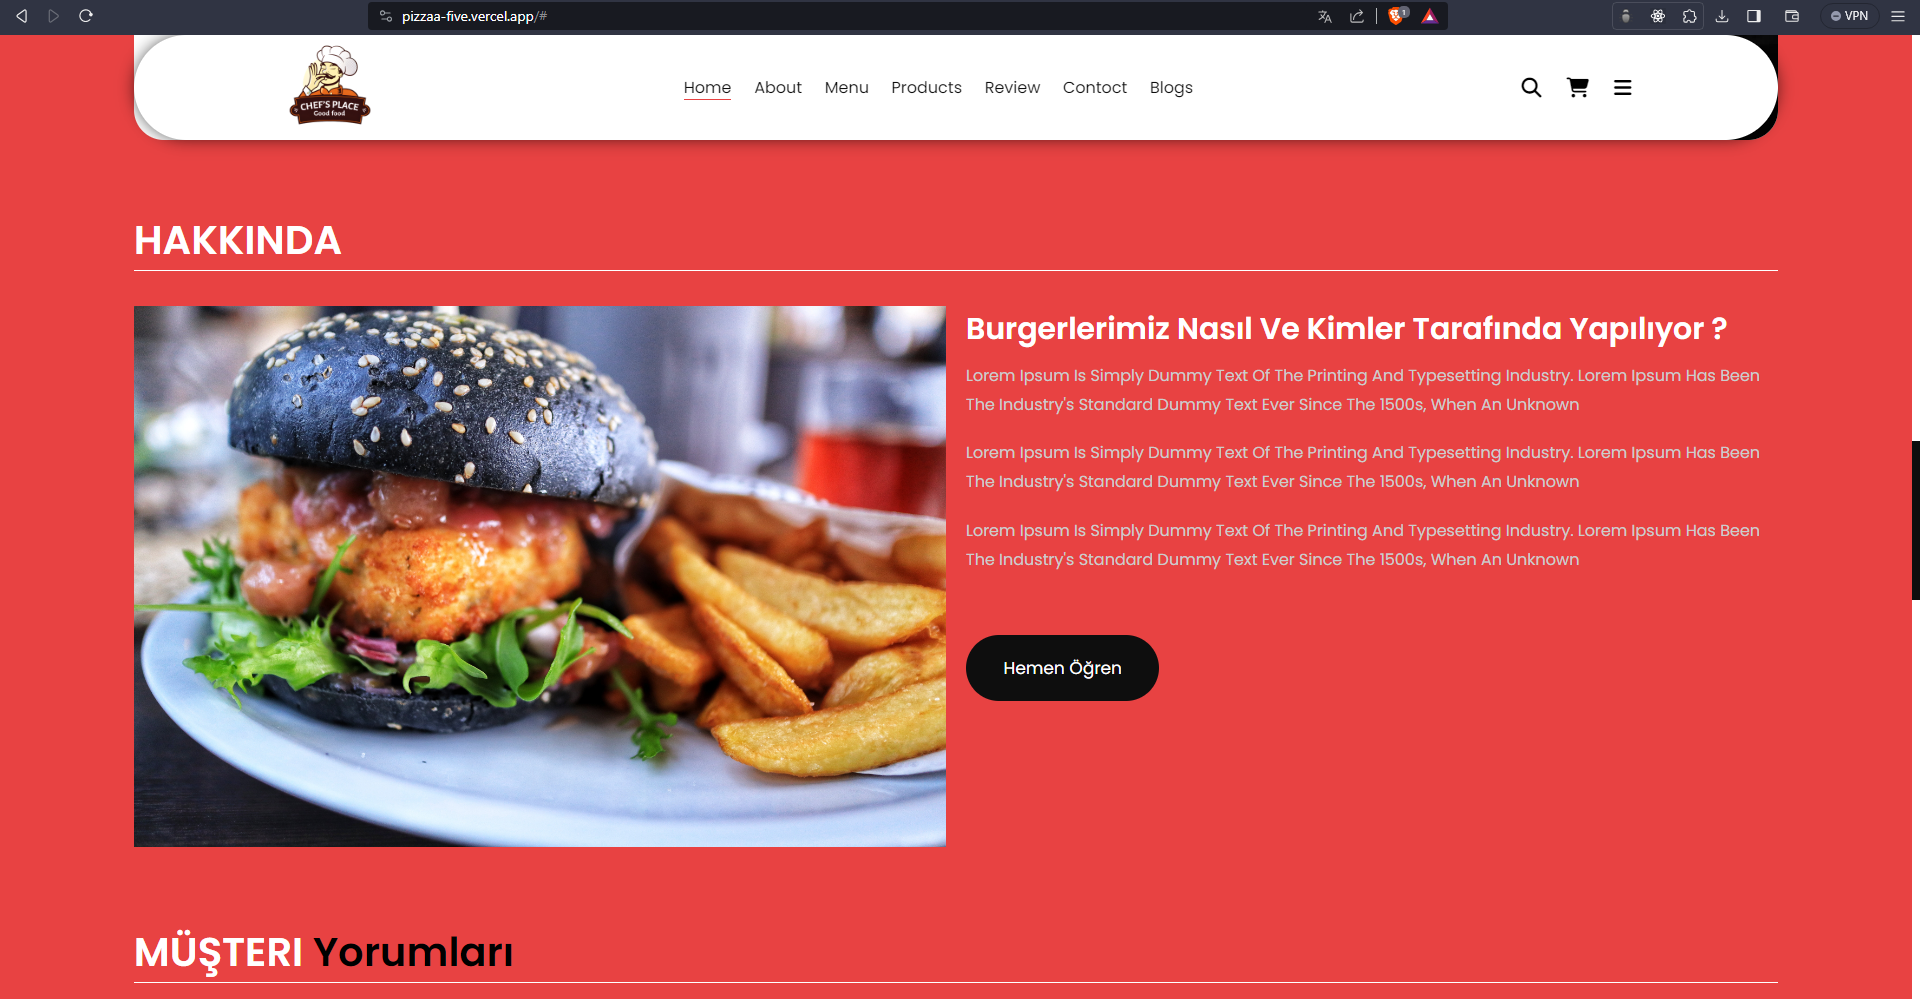 pizzaa-five.vercel.app/#
1
VPN
CHEF'S PLACE
Good food
Home About Menu Products Review Contoct Blogs
HAKKINDA
Burgerlerimiz Nasıl Ve Kimler Tarafında Yapılıyor ?
Lorem Ipsum Is Simply Dummy Text Of The Printing And Typesetting Industry. Lorem Ipsum Has Been
The Industry's Standard Dummy Text Ever Since The 1500s, When An Unknown
Lorem Ipsum Is Simply Dummy Text Of The Printing And Typesetting Industry. Lorem Ipsum Has Been
The Industry's Standard Dummy Text Ever Since The 1500s, When An Unknown
Lorem Ipsum Is Simply Dummy Text Of The Printing And Typesetting Industry. Lorem Ipsum Has Been
The Industry's Standard Dummy Text Ever Since The 1500s, When An Unknown
Hemen Öğren
MÜŞTERI Yorumları